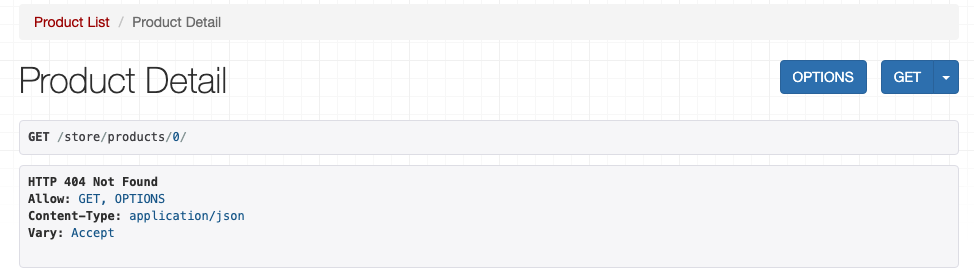 Product List / Product Detail
Product Detail
OPTIONS
GET
GET /store/products/0/
HTTP 404 Not Found
Allow: GET, OPTIONS
Content-Type: application/json
Vary: Accept